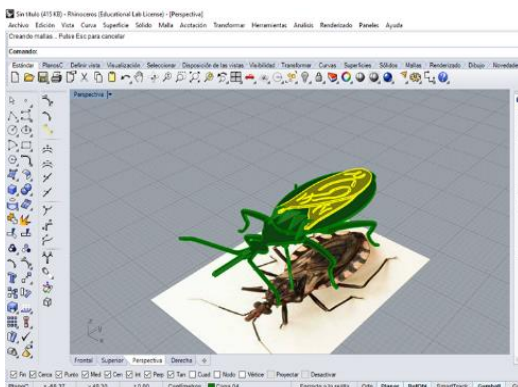 Sin título (415 KB) - Rhinoceros (Educational Lab License) - [Perspectiva]
Archivo Edición Vista Curva Superficie Sólido Malla Acotación Transformar Herramientas Análisis Renderizado Paneles Ayuda
Creando mallas... Pulse Esc para cancelar
Comando:
Estándar PlanosC Definir vista Visualización Seleccionar Disposición de las vistas Visibilidad Transformar Curvas Superficies Sólidos Mallas Renderizado Dibujo
Perspectiva
z
y
x
Frontal Superior Perspectiva Derecha
Fin Cerca Punto Med Cen Int Perp Tan Cuad Nodo Vértice Proyectar Desactivar